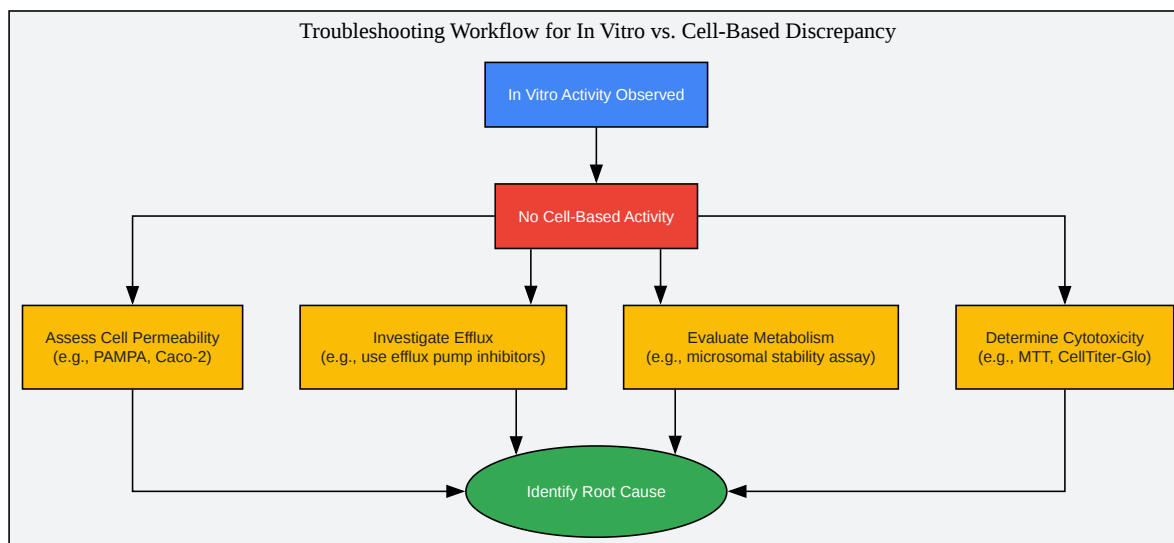 Troubleshooting Workflow for In Vitro vs. Cell-Based Discrepancy
In Vitro Activity Observed
No Cell-Based Activity
Assess Cell Permeability
(e.g., PAMPA, Caco-2)
Investigate Efflux
(e.g., use efflux pump inhibitors)
Evaluate Metabolism
(e.g., microsomal stability assay)
Determine Cytotoxicity
(e.g., MTT, CellTiter-Glo)
Identify Root Cause